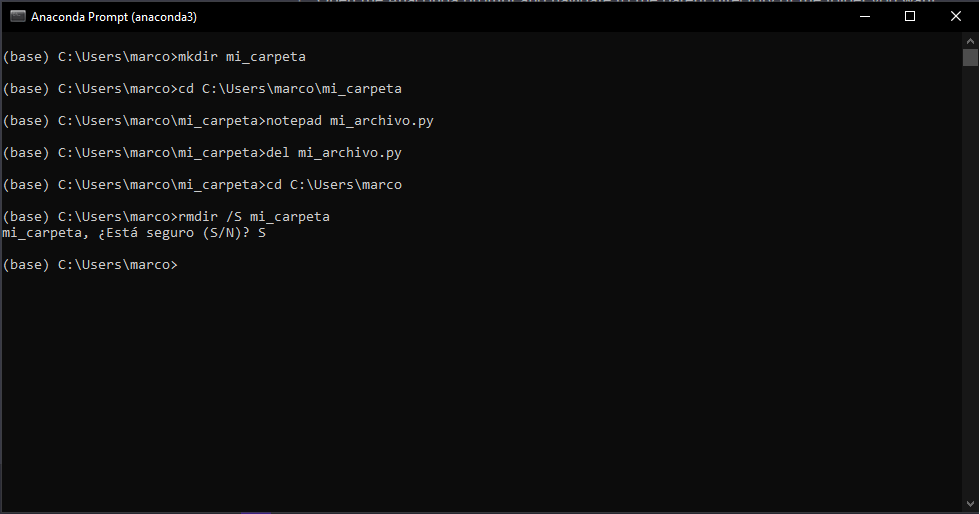 Anaconda Prompt (anaconda3)
(base) C:\Users\marco>mkdir mi_carpeta
(base) C:\Users\marco>cd C:\Users\marco\mi_carpeta
(base) C:\Users\marco\mi_carpeta>notepad mi_archivo.py
(base) C:\Users\marco\mi_carpeta>del mi_archivo.py
(base) C:\Users\marco\mi_carpeta>cd C:\Users\marco
(base) C:\Users\marco>rmdir /S mi_carpeta
mi_carpeta, ¿Está seguro (S/N)? S
(base) C:\Users\marco>